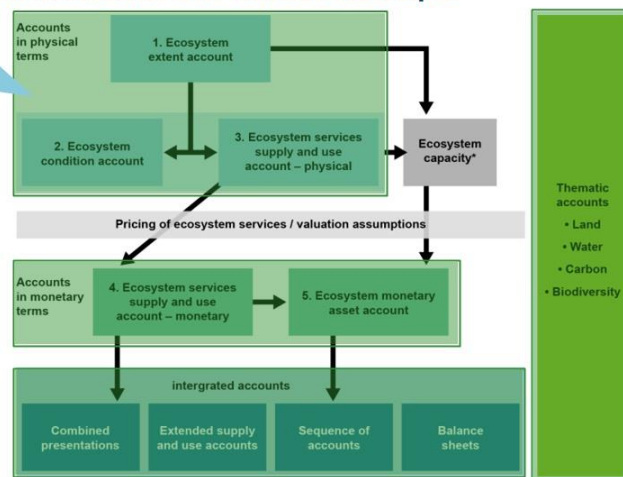 Accounts
in physical
terms
1. Ecosystem
extent account
2. Ecosystem
condition account
3. Ecosystem services
supply and use
account – physical
Ecosystem
capacity*
Pricing of ecosystem services / valuation assumptions
Accounts
in monetary
terms
4. Ecosystem services
supply and use
account – monetary
5. Ecosystem monetary
asset account
intergrated accounts
Combined
presentations
Extended supply
and use accounts
Sequence of
accounts
Balance
sheets
Thematic
accounts
• Land
• Water
• Carbon
• Biodiversity